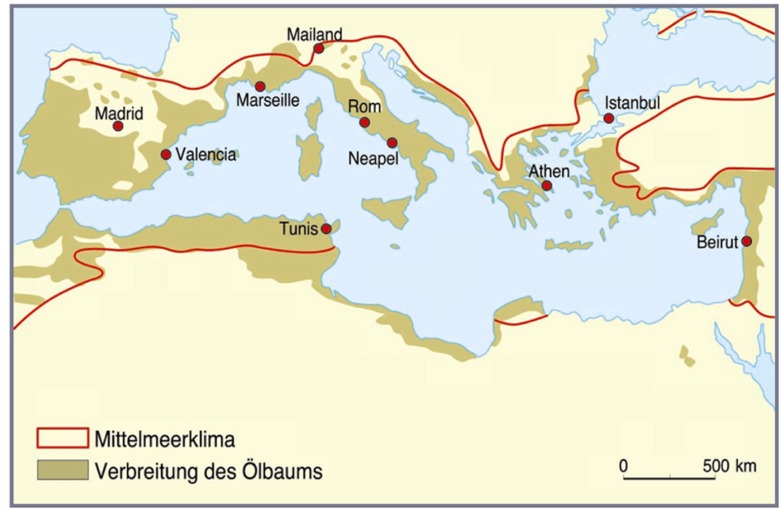 Mailand
Marseille
Madrid
Rom
Istanbul
Valencia
Neapel
Athen
Tunis
Beirut
Mittelmeerklima
Verbreitung des Ölbaums
0 500 km